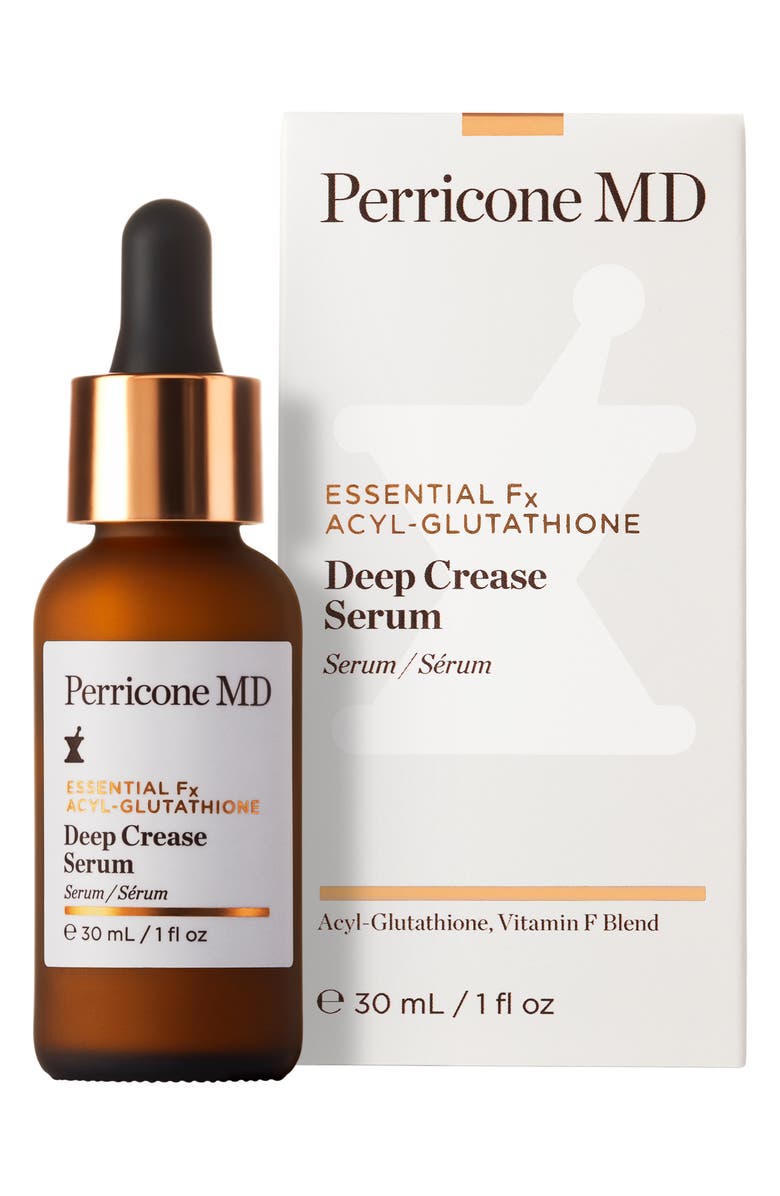 Perricone MD
ESSENTIAL Fx
ACYL-GLUTATHIONE
Deep Crease
Serum
Serum / Sérum
Acyl-Glutathione, Vitamin F Blend
℮ 30 mL / 1 fl oz
Perricone MD
ESSENTIAL Fx
ACYL-GLUTATHIONE
Deep Crease
Serum
Serum / Sérum
℮ 30 mL / 1 fl oz